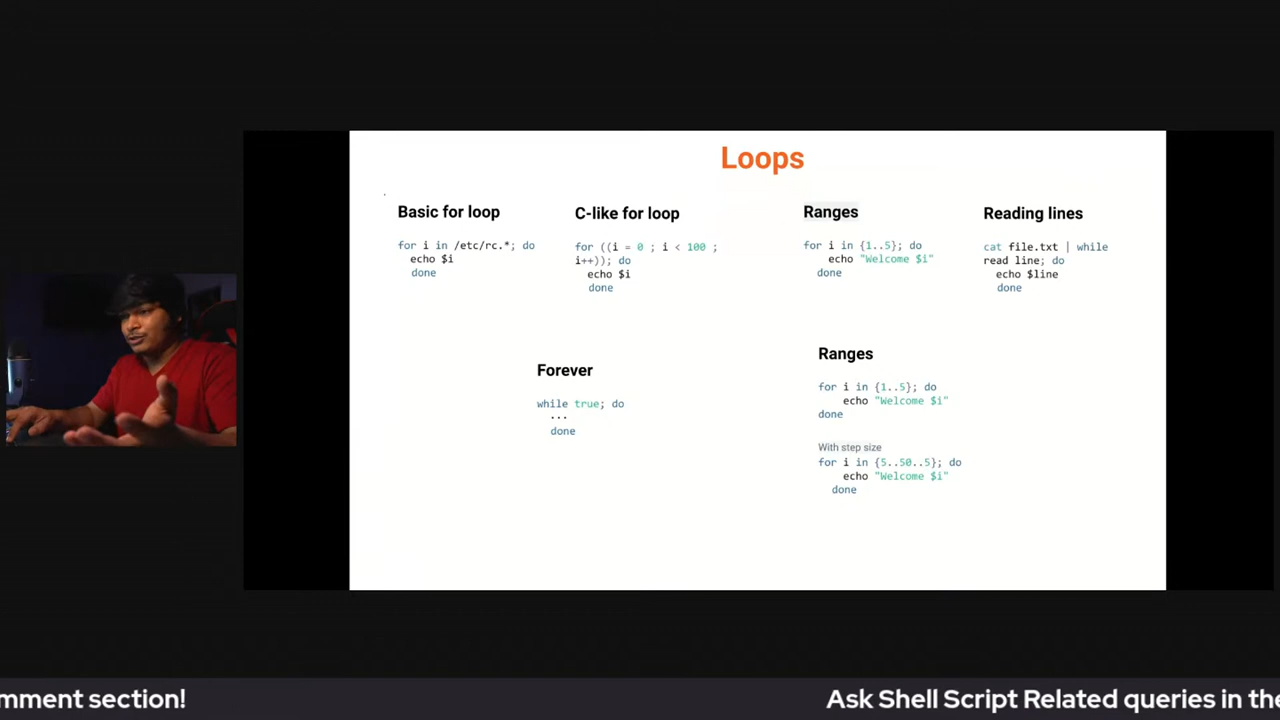 Loops
Basic for loop
for i in /etc/rc.*; do
echo $i
done
C-like for loop
for ((i = 0 ; i < 100 ;
i++)); do
echo $i
done
Ranges
for i in {1..5}; do
echo "Welcome $i"
done
Reading lines
cat file.txt | while
read line; do
echo $line
done
Forever
while true; do
...
done
Ranges
for i in {1..5}; do
echo "Welcome $i"
done
With step size
for i in {5..50..5}; do
echo "Welcome $i"
done
mment section!
Ask Shell Script Related queries in the